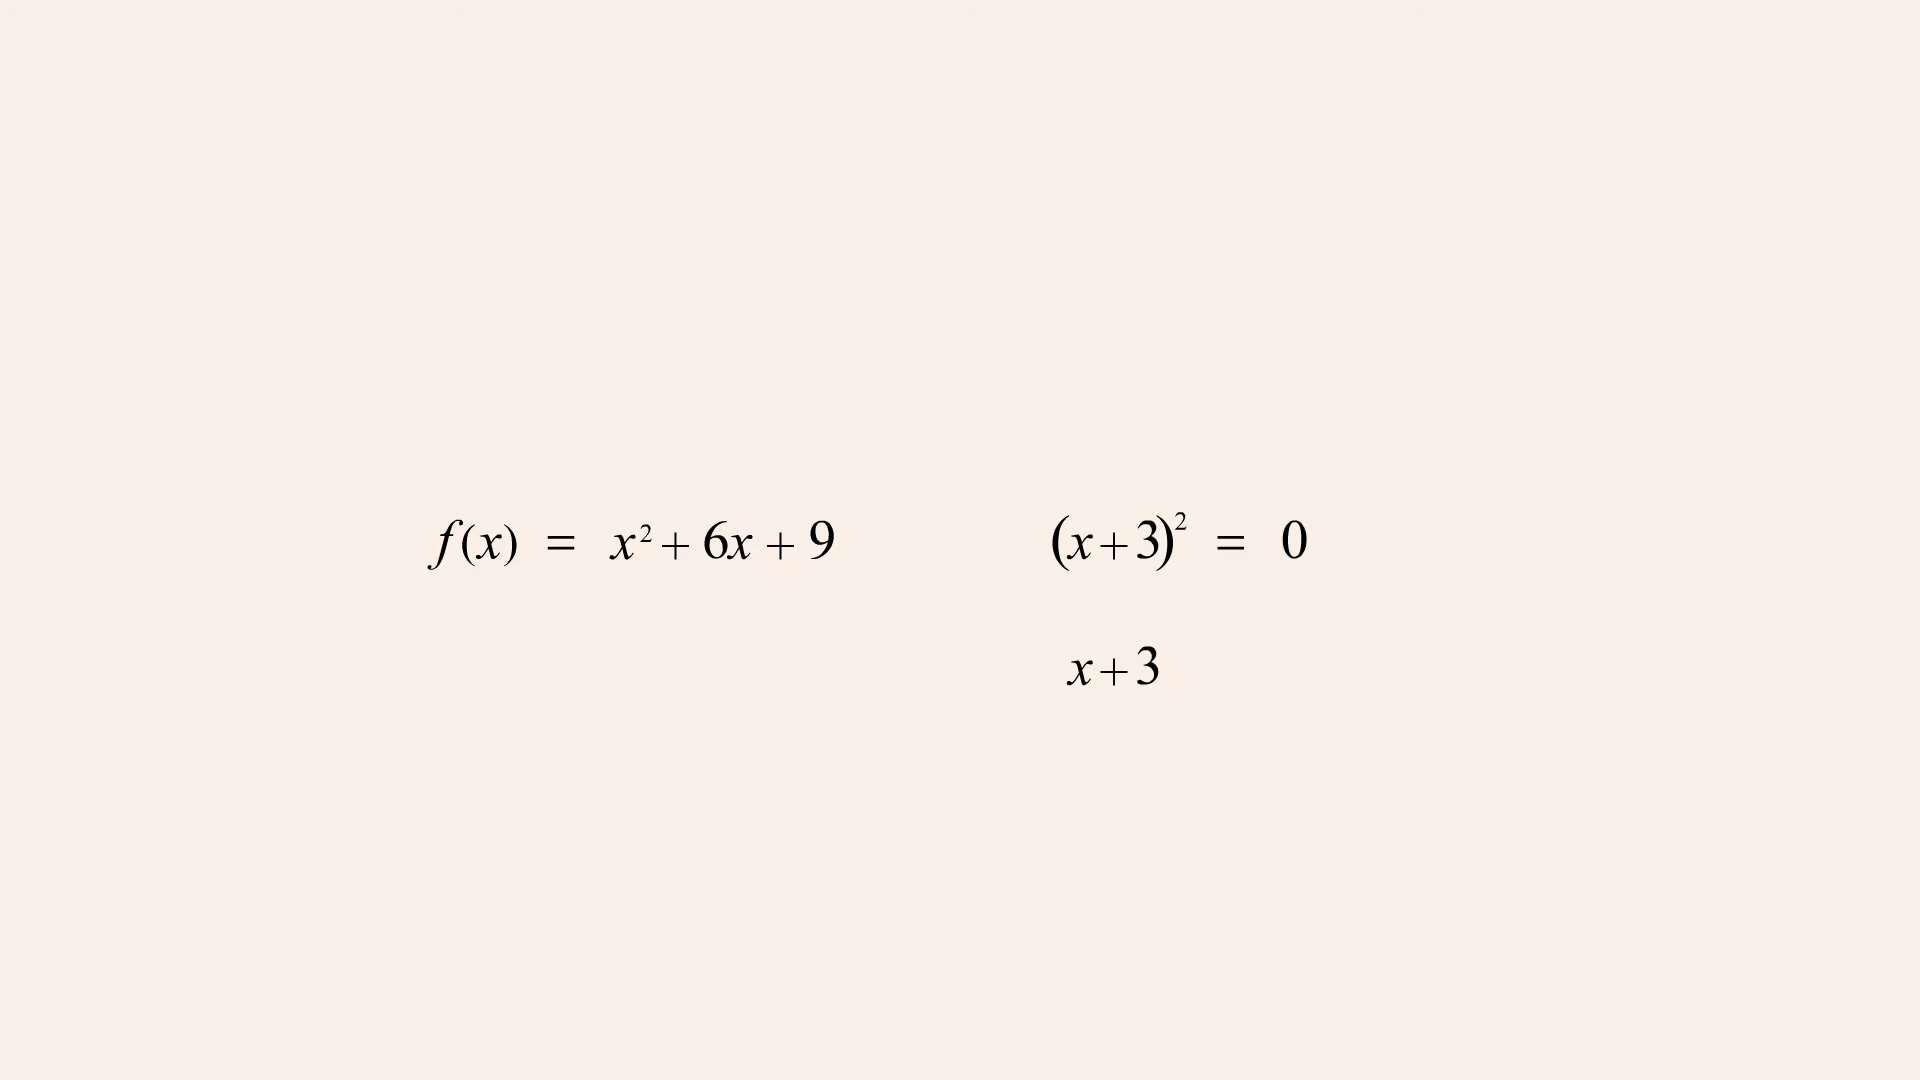 f(x) = x² + 6x + 9 (x+3)² = 0
x+3